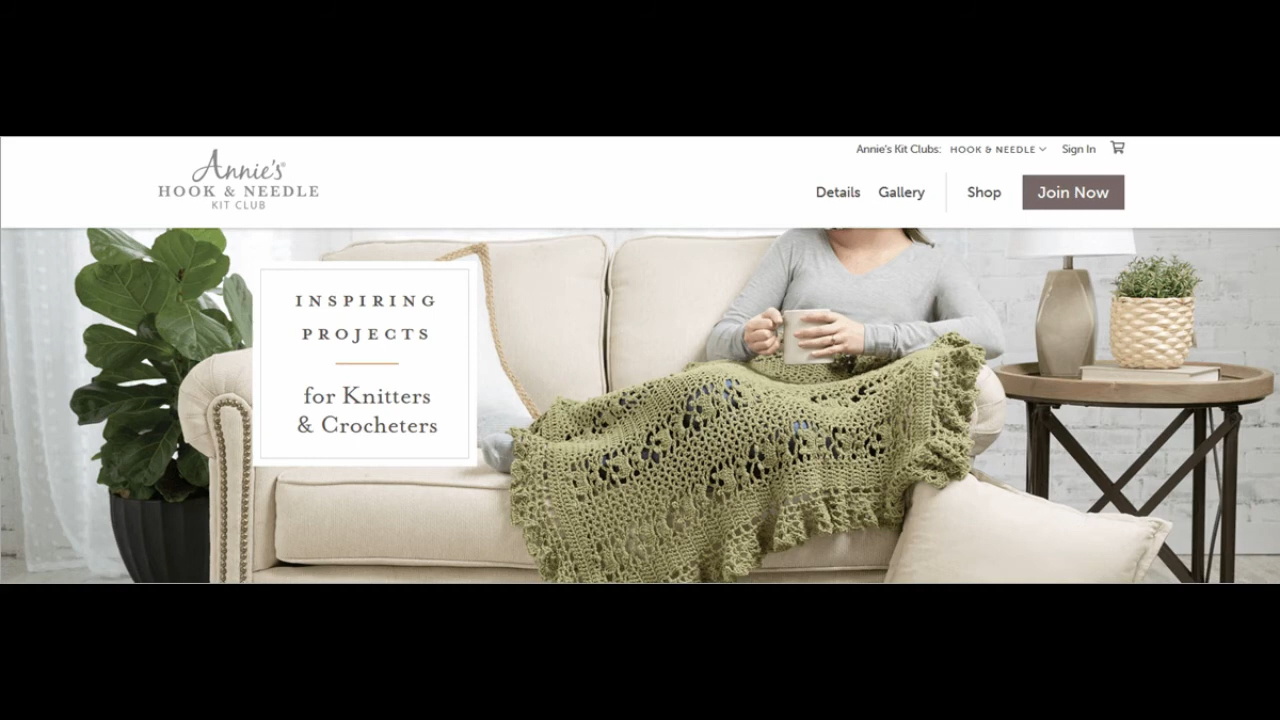 Annie's®
HOOK & NEEDLE
KIT CLUB
Annie's Kit Clubs: HOOK & NEEDLE Sign In
Details Gallery Shop Join Now
INSPIRING
PROJECTS
for Knitters
& Crocheters